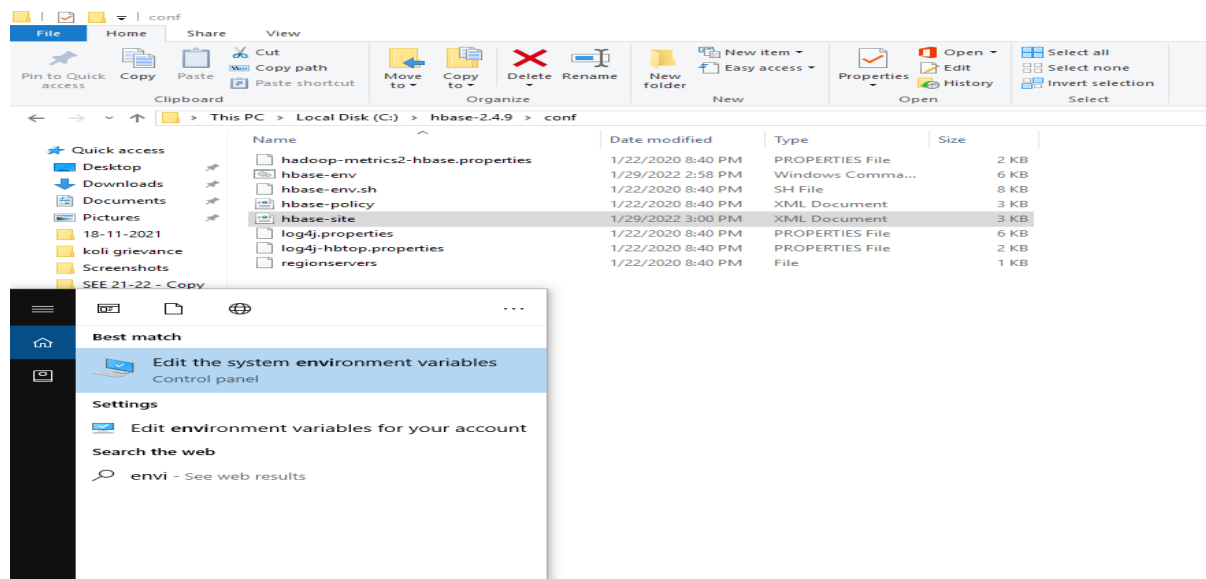 conf
File Home Share View
Pin to Quick access
Copy
Paste
Cut
Copy path
Paste shortcut
Clipboard
Move to
Copy to
Delete
Rename
Organize
New folder
New item
Easy access
New
Properties
Open
Edit
History
Open
Select all
Select none
Invert selection
Select
This PC > Local Disk (C:) > hbase-2.4.9 > conf
Quick access
Desktop
Downloads
Documents
Pictures
18-11-2021
koli grievance
Screenshots
SEE 21-22 - Copy
Name Date modified Type Size
hadoop-metrics2-hbase.properties 1/22/2020 8:40 PM PROPERTIES File 2 KB
hbase-env 1/29/2022 2:58 PM Windows Comma... 6 KB
hbase-env.sh 1/22/2020 8:40 PM SH File 8 KB
hbase-policy 1/22/2020 8:40 PM XML Document 3 KB
hbase-site 1/29/2022 3:00 PM XML Document 3 KB
log4j.properties 1/22/2020 8:40 PM PROPERTIES File 6 KB
log4j-hbtop.properties 1/22/2020 8:40 PM PROPERTIES File 2 KB
regionservers 1/22/2020 8:40 PM File 1 KB
...
Best match
Edit the system environment variables
Control panel
Settings
Edit environment variables for your account
Search the web
envi - See web results